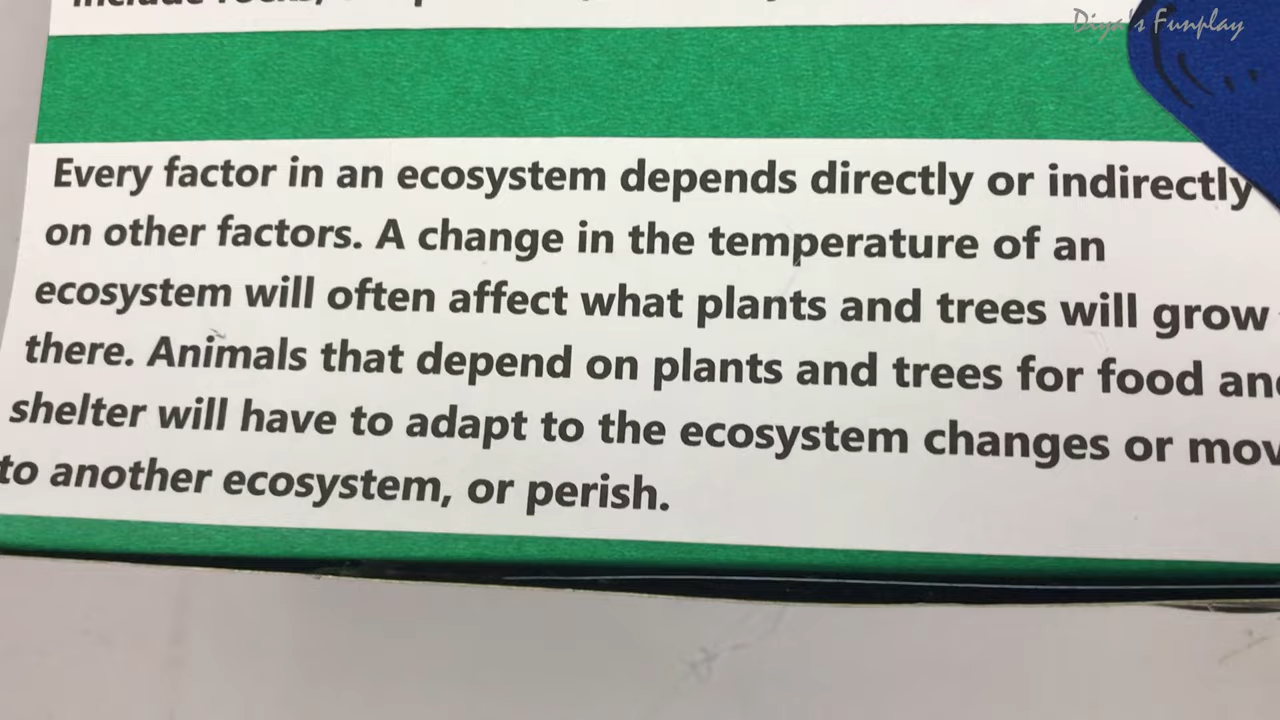 Diya's Funplay
Every factor in an ecosystem depends directly or indirectly
on other factors. A change in the temperature of an
ecosystem will often affect what plants and trees will grow
there. Animals that depend on plants and trees for food
shelter will have to adapt to the ecosystem changes or
to another ecosystem, or perish.